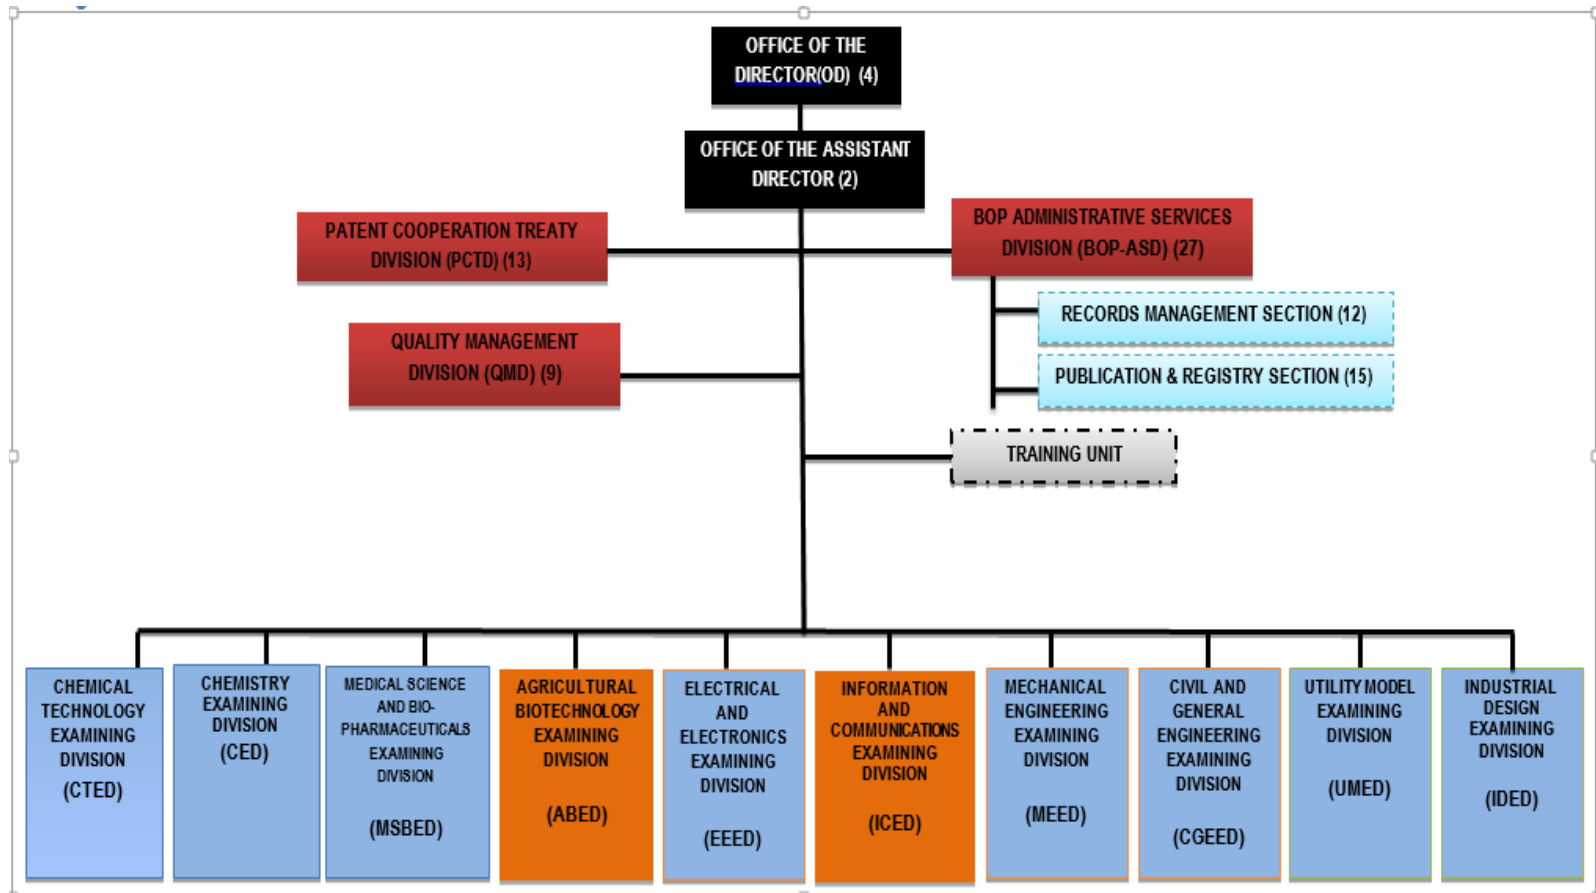 OFFICE OF THE
DIRECTOR(OD) (4)
OFFICE OF THE ASSISTANT
DIRECTOR (2)
PATENT COOPERATION TREATY
DIVISION (PCTD) (13)
BOP ADMINISTRATIVE SERVICES
DIVISION (BOP-ASD) (27)
RECORDS MANAGEMENT SECTION (12)
QUALITY MANAGEMENT
DIVISION (QMD) (9)
PUBLICATION & REGISTRY SECTION (15)
TRAINING UNIT
CHEMICAL
TECHNOLOGY
EXAMINING
DIVISION
(CTED)
CHEMISTRY
EXAMINING
DIVISION
(CED)
MEDICAL SCIENCE
AND BIO-
PHARMACEUTICALS
EXAMINING
DIVISION
(MSBED)
AGRICULTURAL
BIOTECHNOLOGY
EXAMINING
DIVISION
(ABED)
ELECTRICAL
AND
ELECTRONICS
EXAMINING
DIVISION
(EEED)
INFORMATION
AND
COMMUNICATIONS
EXAMINING
DIVISION
(ICED)
MECHANICAL
ENGINEERING
EXAMINING
DIVISION
(MEED)
CIVIL AND
GENERAL
ENGINEERING
EXAMINING
DIVISION
(CGEED)
UTILITY MODEL
EXAMINING
DIVISION
(UMED)
INDUSTRIAL
DESIGN
EXAMINING
DIVISION
(IDED)